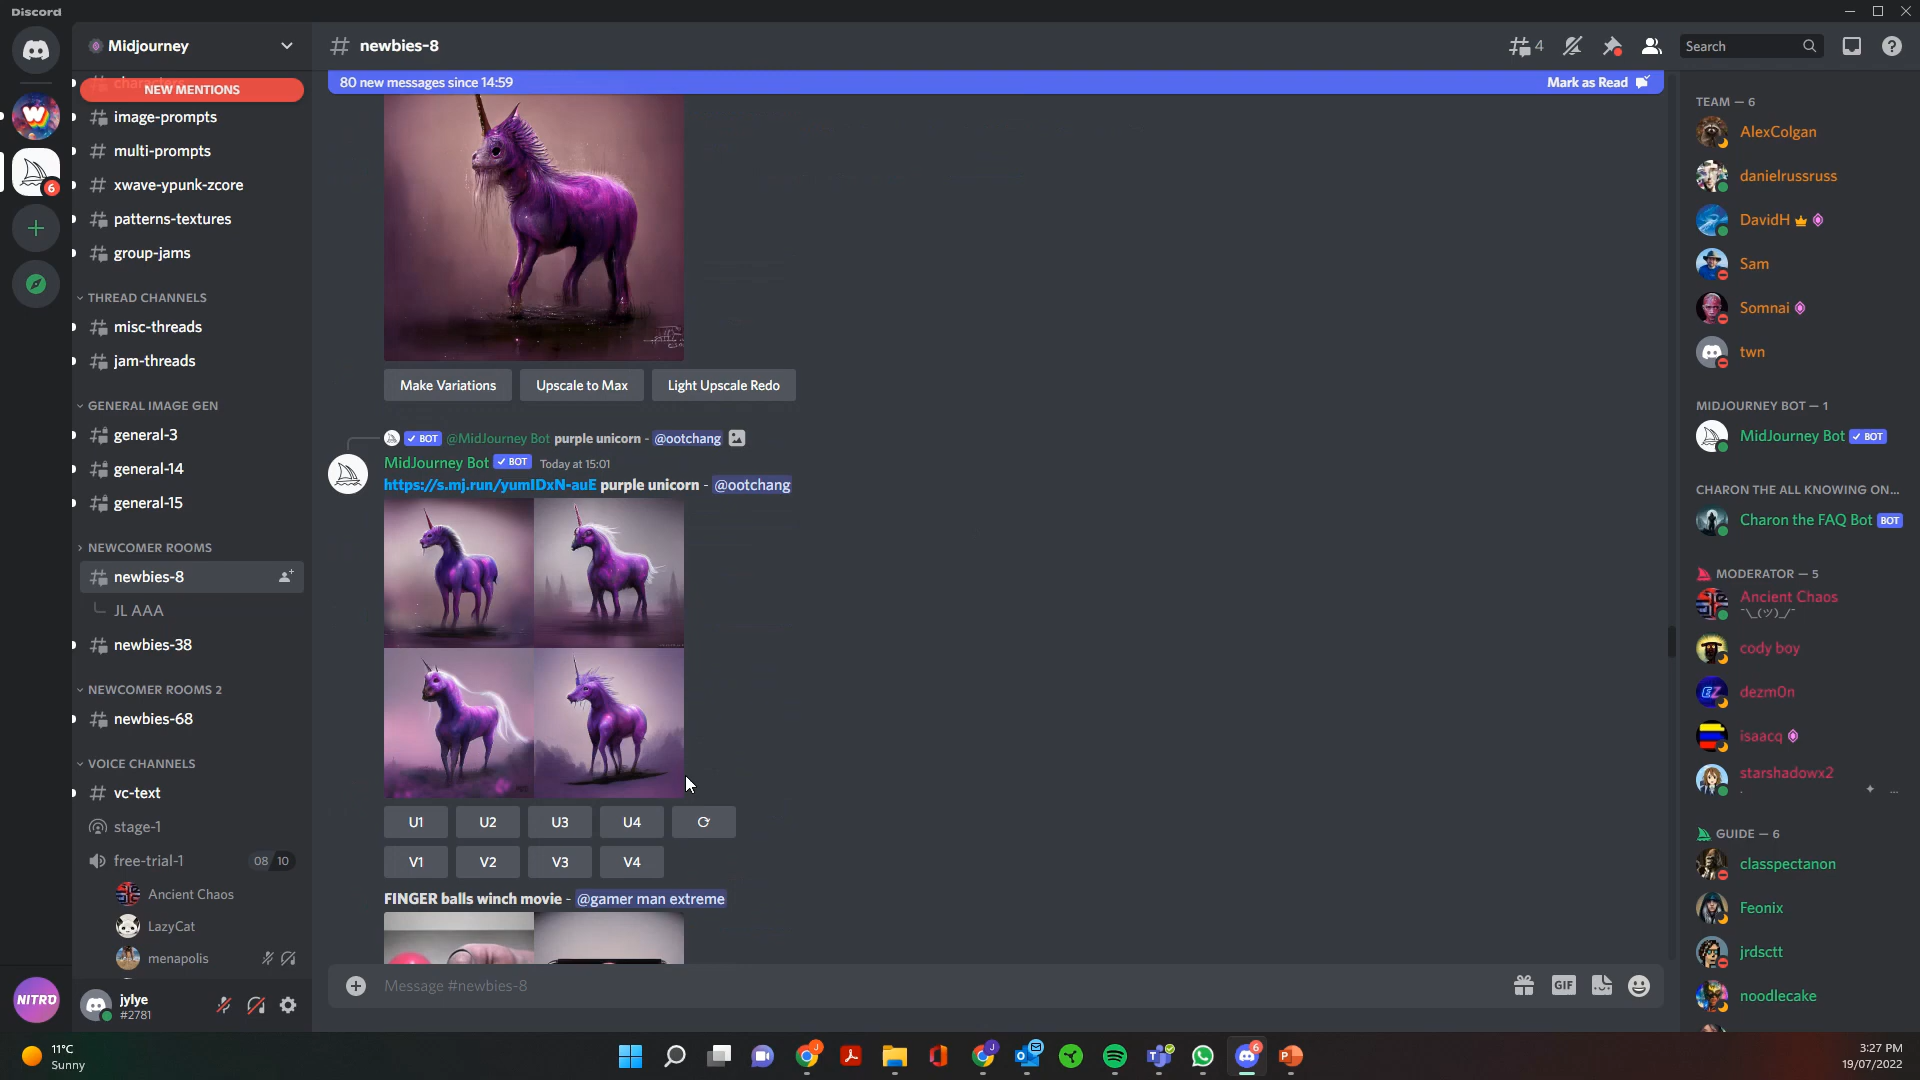 Discord
Midjourney
newbies-8
4
Search
characters
NEW MENTIONS
80 new messages since 14:59
Mark as Read
image-prompts
multi-prompts
xwave-ypunk-zcore
patterns-textures
group-jams
THREAD CHANNELS
misc-threads
jam-threads
GENERAL IMAGE GEN
general-3
general-14
general-15
NEWCOMER ROOMS
newbies-8
JL AAA
newbies-38
NEWCOMER ROOMS 2
newbies-68
VOICE CHANNELS
vc-text
stage-1
free-trial-1 08 10
Ancient Chaos
LazyCat
menapolis
NITRO
jylye
#2781
6
Make Variations Upscale to Max Light Upscale Redo
BOT @MidJourney Bot purple unicorn - @ootchang
MidJourney Bot BOT Today at 15:01
https://s.mj.run/yumIDxN-auE purple unicorn - @ootchang
U1 U2 U3 U4
V1 V2 V3 V4
FINGER balls winch movie - @gamer man extreme
Message #newbies-8
GIF
TEAM — 6
AlexColgan
danielrussruss
DavidH
Sam
Somnai
twn
MIDJOURNEY BOT — 1
MidJourney Bot BOT
CHARON THE ALL KNOWING ON...
Charon the FAQ Bot BOT
MODERATOR — 5
Ancient Chaos
¯\_(ツ)_/¯
cody boy
dezm0n
isaacq
starshadowx2
. ✦ ...
GUIDE — 6
classpectanon
Feonix
jrdsctt
noodlecake
11°C
Sunny
3:27 PM
19/07/2022